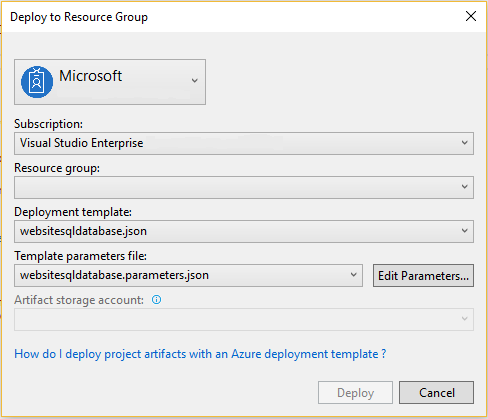 Deploy to Resource Group
Microsoft
Subscription:
Visual Studio Enterprise
Resource group:
Deployment template:
websitesqldatabase.json
Template parameters file:
websitesqldatabase.parameters.json
Edit Parameters...
Artifact storage account:
How do I deploy project artifacts with an Azure deployment template ?
Deploy
Cancel